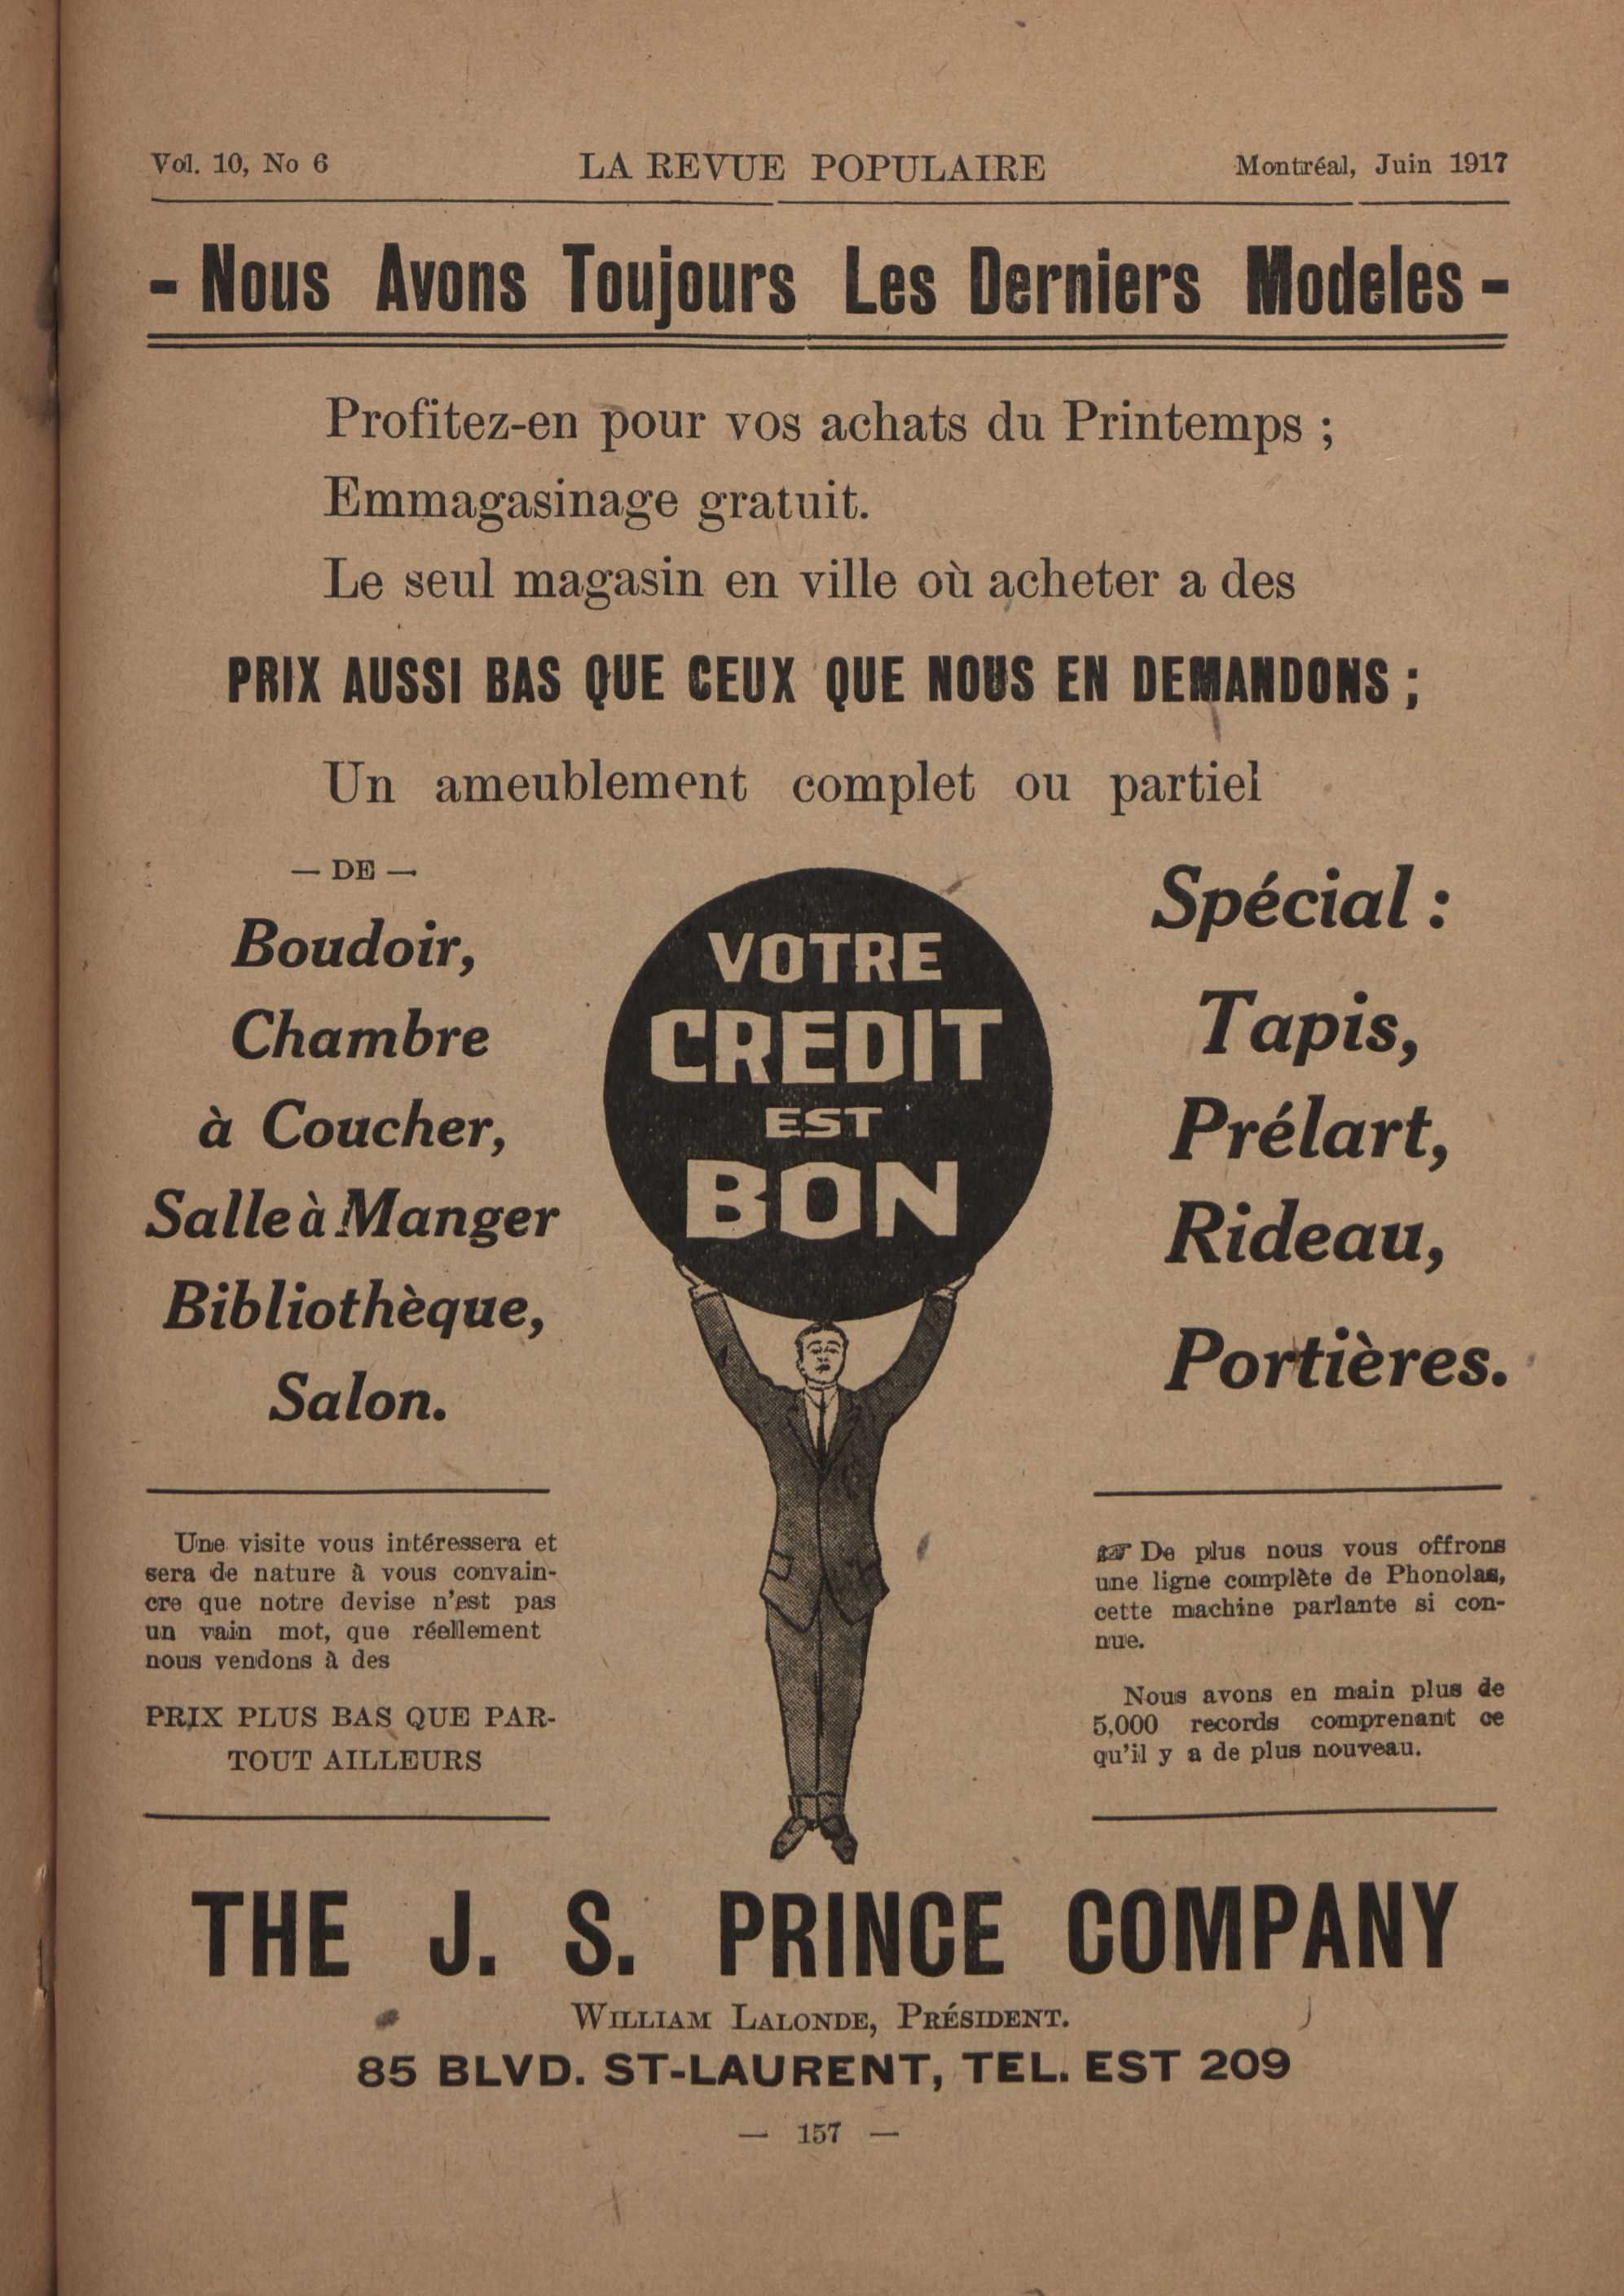 Vol. 10, No 6 LA REVUE POPULAIRE Montréal, Juin 1917
- Nous Avons Toujours Les Derniers Modeles -
Profitez-en pour vos achats du Printemps ;
Emmagasinage gratuit.
Le seul magasin en ville où acheter a des
PRIX AUSSI BAS QUE CEUX QUE NOUS EN DEMANDONS ;
Un ameublement complet ou partiel
— DE —
Boudoir,
Chambre
à Coucher,
Salle à Manger
Bibliothèque,
Salon.
VOTRE
CREDIT
EST
BON
Spécial :
Tapis,
Prélart,
Rideau,
Portières.
Une visite vous intéressera et
sera de nature à vous convain-
cre que notre devise n'est pas
un vain mot, que réellement
nous vendons à des
PRIX PLUS BAS QUE PAR-
TOUT AILLEURS
☞ De plus nous vous offrons
une ligne complète de Phonolas,
cette machine parlante si con-
nue.
Nous avons en main plus de
5,000 records comprenant ce
qu'il y a de plus nouveau.
THE J. S. PRINCE COMPANY
WILLIAM LALONDE, PRÉSIDENT.
85 BLVD. ST-LAURENT, TEL. EST 209
— 157 —